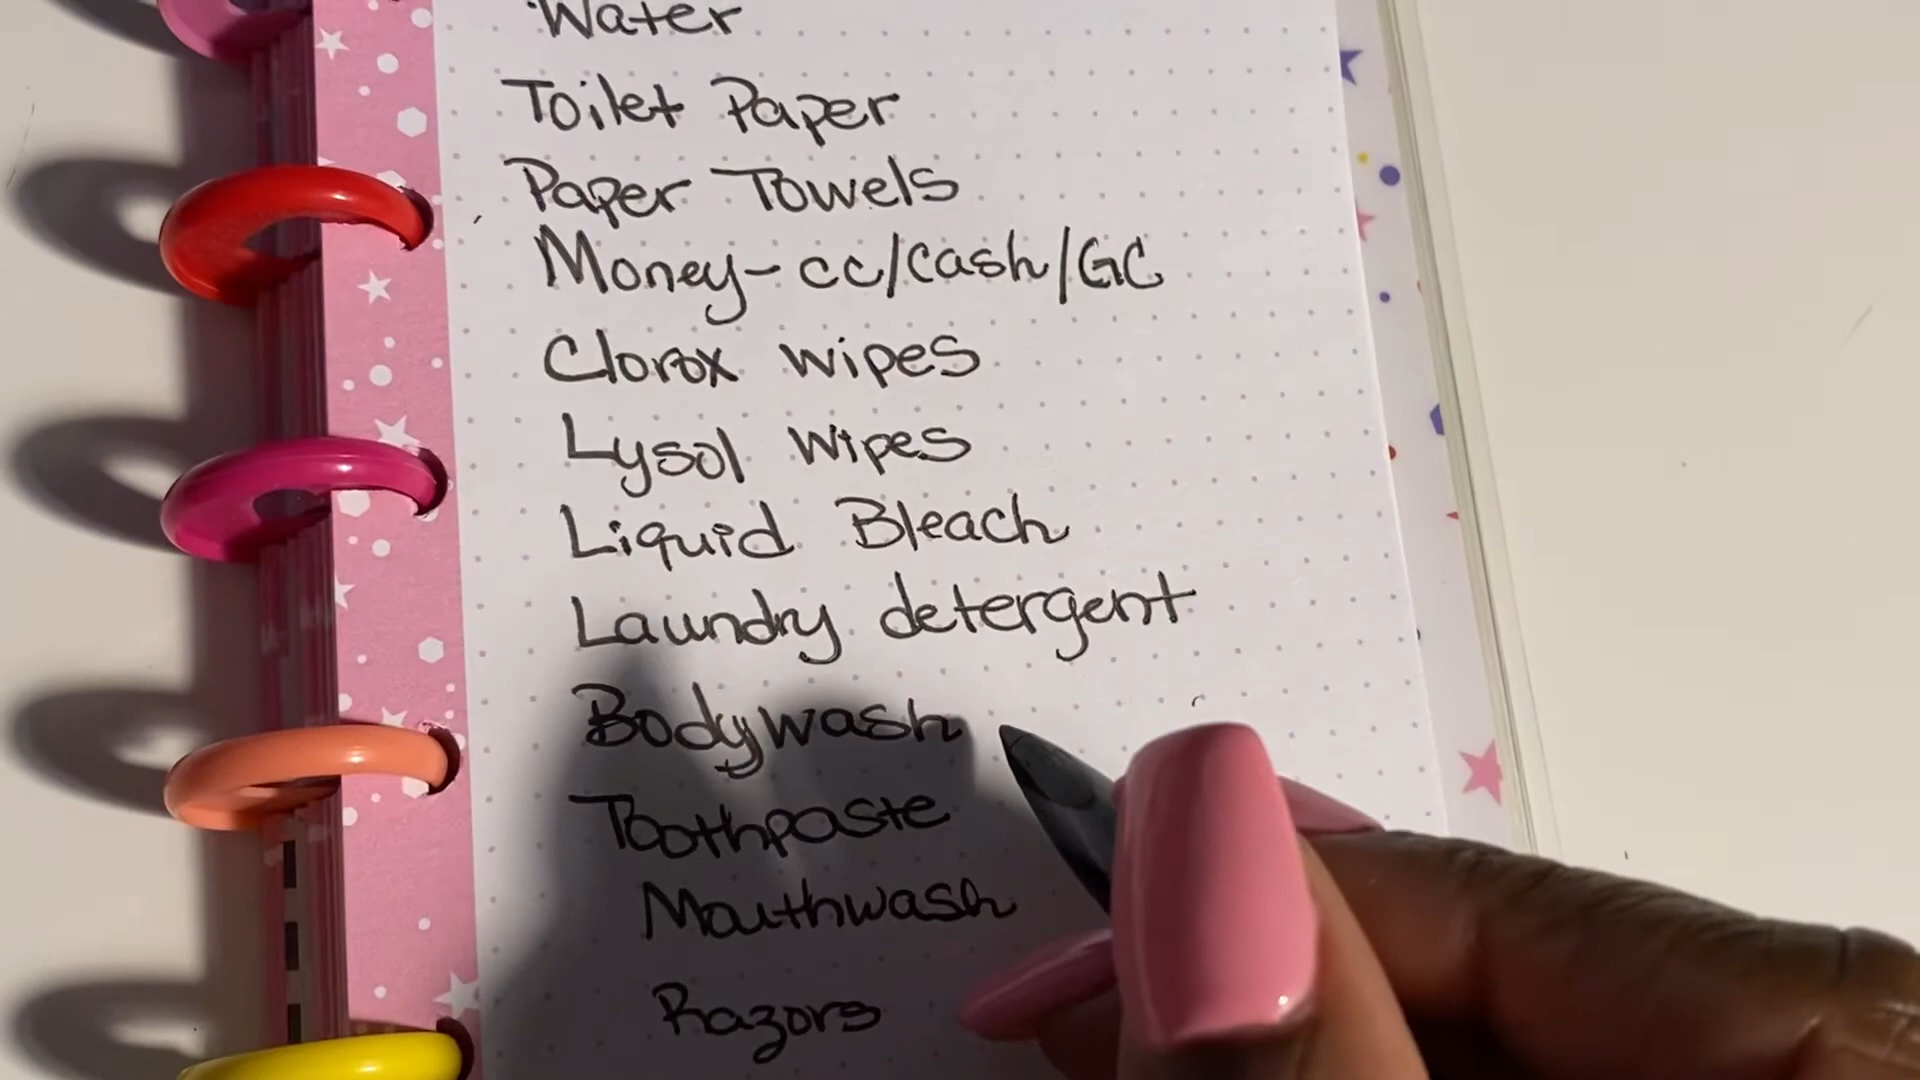 Water
Toilet Paper
Paper Towels
Money- cc/cash/GC
Clorox wipes
Lysol wipes
Liquid Bleach
Laundry detergent
Bodywash
Toothpaste
Mouthwash
Razors